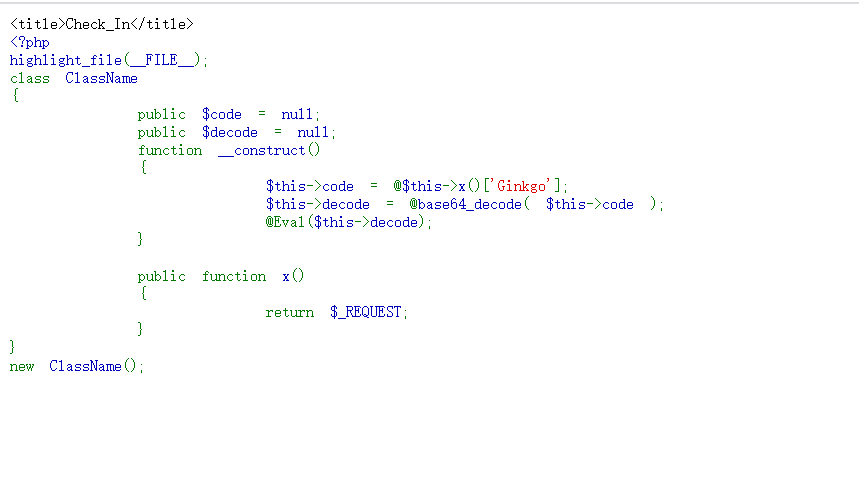 <title>Check_In</title>
<?php
highlight_file(__FILE__);
class ClassName
{
public $code = null;
public $decode = null;
function __construct()
{
$this->code = @$this->x()['Ginkgo'];
$this->decode = @base64_decode( $this->code );
@Eval($this->decode);
}
public function x()
{
return $_REQUEST;
}
}
new ClassName();